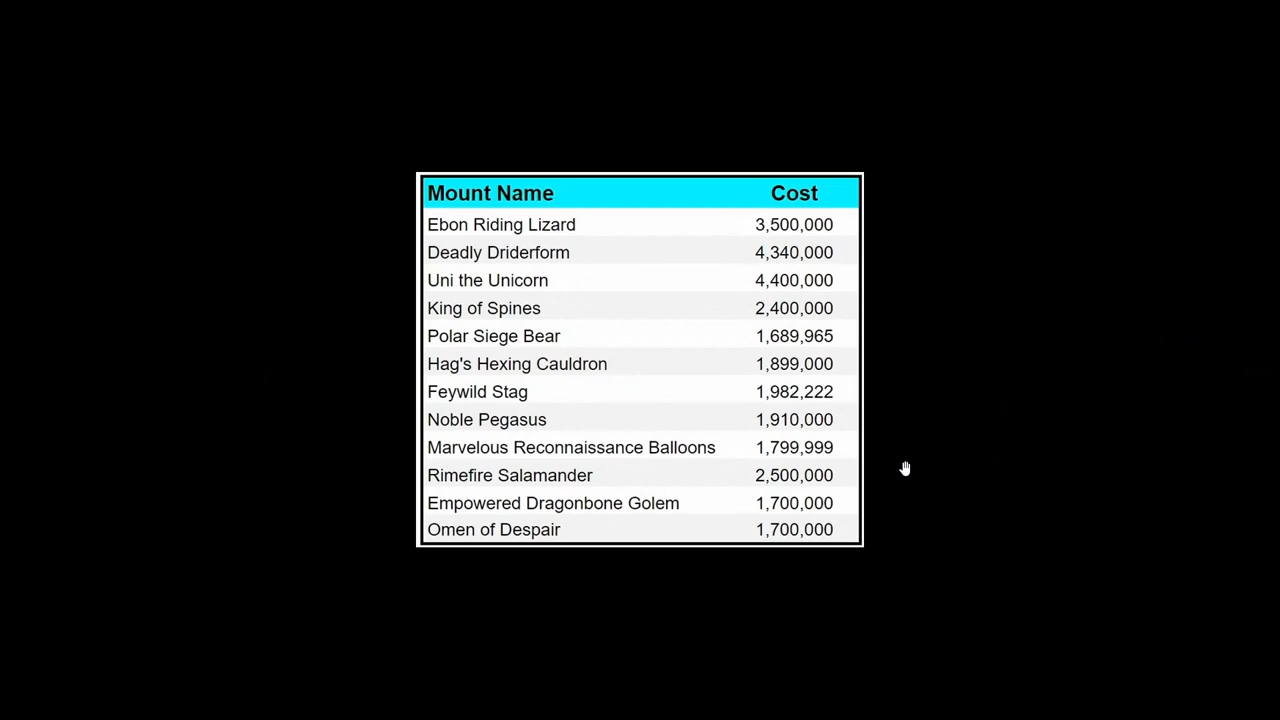 Mount Name Cost
Ebon Riding Lizard 3,500,000
Deadly Driderform 4,340,000
Uni the Unicorn 4,400,000
King of Spines 2,400,000
Polar Siege Bear 1,689,965
Hag's Hexing Cauldron 1,899,000
Feywild Stag 1,982,222
Noble Pegasus 1,910,000
Marvelous Reconnaissance Balloons 1,799,999
Rimefire Salamander 2,500,000
Empowered Dragonbone Golem 1,700,000
Omen of Despair 1,700,000